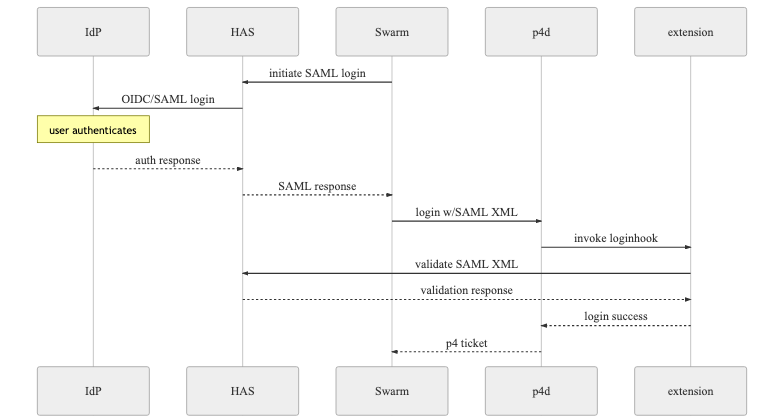 IdP
HAS
Swarm
p4d
extension
initiate SAML login
OIDC/SAML login
user authenticates
auth response
SAML response
login w/SAML XML
invoke loginhook
validate SAML XML
validation response
login success
p4 ticket
IdP
HAS
Swarm
p4d
extension